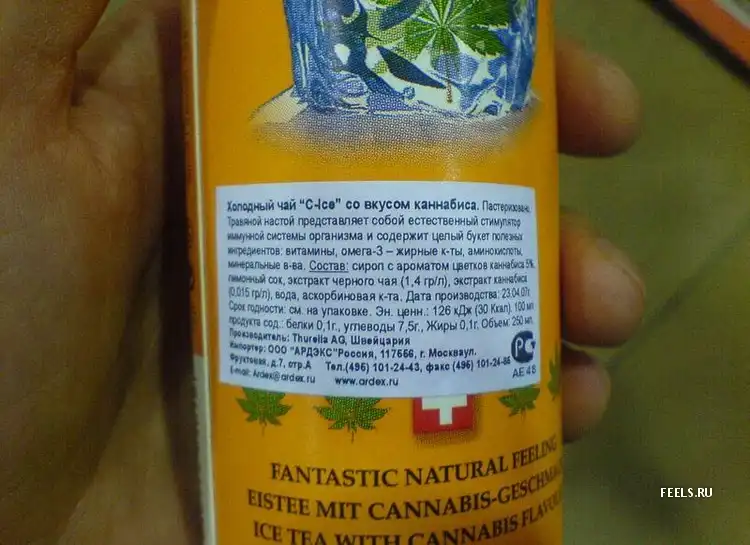 Холодный чай "C-Ice" со вкусом каннабиса. Пастеризовано.
Травяной настой представляет собой естественный стимулятор
иммунной системы организма и содержит целый букет полезных
ингредиентов: витамины, омега-3 – жирные к-ты, аминокислоты,
минеральные в-ва. Состав: сироп с ароматом цветков каннабиса 5%,
лимонный сок, экстракт черного чая (1,4 гр/л), экстракт каннабиса
(0,015 гр/л), вода, аскорбиновая к-та. Дата производства: 23.04.07г.
Срок годности: см. на упаковке. Эн. ценн.: 126 кДж (30 Ккал). 100 мл
продукта сод.: белки 0,1г., углеводы 7,5г., Жиры 0,1г. Объем: 250 мл.
Производитель: Thurella AG, Швейцария
Импортер: ООО "АРДЭКС"Россия, 117556, г. Москва,ул.
Фруктовая, д.7, стр.А Тел.(496) 101-24-43, факс (496) 101-24-86
E-mail: Ardex@ardex.ru www.ardex.ru
РС
АЕ 48
FANTASTIC NATURAL FEELING
EISTEE MIT CANNABIS-GESCHMACK
ICE TEA WITH CANNABIS FLAVOUR
FEELS.RU